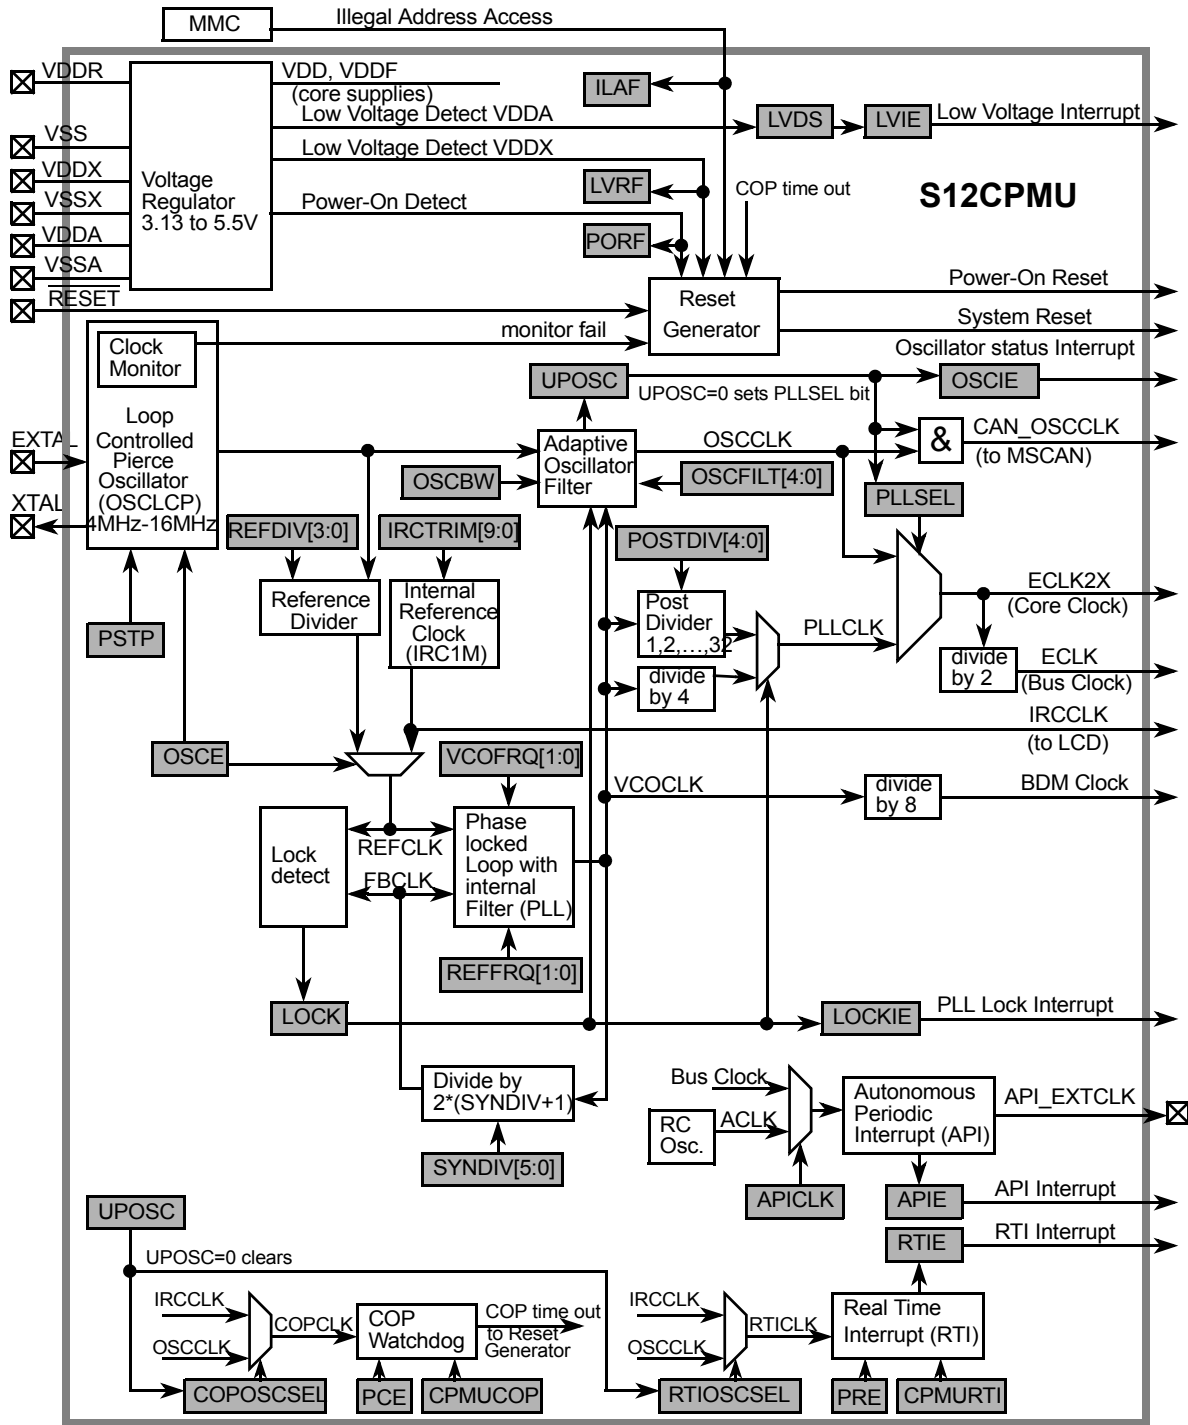 MMC
Illegal Address Access
VDDR
VDD, VDDF
(core supplies)
ILAF
Low Voltage Detect VDDA
LVDS
LVIE
Low Voltage Interrupt
VSS
VDDX
VSSX
VDDA
VSSA
Voltage
Regulator
3.13 to 5.5V
Low Voltage Detect VDDX
LVRF
COP time out
S12CPMU
Power-On Detect
PORF
RESET
Reset
Generator
Power-On Reset
System Reset
monitor fail
Clock
Monitor
Oscillator status Interrupt
UPOSC
UPOSC=0 sets PLLSEL bit
OSCIE
EXTAL
XTAL
Loop
Controlled
Pierce
Oscillator
(OSCLCP)
4MHz-16MHz
OSCBW
Adaptive
Oscillator
Filter
OSCCLK
OSCFILT[4:0]
&
CAN_OSCCLK
(to MSCAN)
PLLSEL
REFDIV[3:0]
IRCTRIM[9:0]
POSTDIV[4:0]
PSTP
Reference
Divider
Internal
Reference
Clock
(IRC1M)
Post
Divider
1,2,…,32
PLLCLK
divide
by 4
ECLK2X
(Core Clock)
divide
by 2
ECLK
(Bus Clock)
IRCCLK
(to LCD)
OSCE
VCOFRQ[1:0]
VCOCLK
divide
by 8
BDM Clock
Lock
detect
REFCLK
FBCLK
Phase
locked
Loop with
internal
Filter (PLL)
REFFRQ[1:0]
LOCK
LOCKIE
PLL Lock Interrupt
Divide by
2*(SYNDIV+1)
SYNDIV[5:0]
Bus Clock
RC
Osc.
ACLK
APICLK
Autonomous
Periodic
Interrupt (API)
API_EXTCLK
APIE
API Interrupt
RTIE
RTI Interrupt
UPOSC
UPOSC=0 clears
IRCCLK
OSCCLK
COPCLK
COP
Watchdog
COP time out
to Reset
Generator
COPOSCSEL
PCE
CPMUCOP
IRCCLK
OSCCLK
RTICLK
Real Time
Interrupt (RTI)
RTIOSCSEL
PRE
CPMURTI